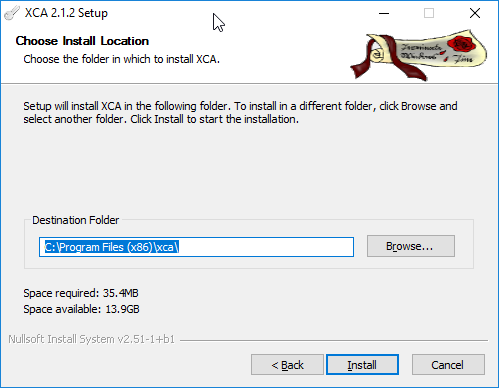 XCA 2.1.2 Setup
Choose Install Location
Choose the folder in which to install XCA.
Setup will install XCA in the following folder. To install in a different folder, click Browse and
select another folder. Click Install to start the installation.
Destination Folder
C:\Program Files (x86)\xca\
Browse...
Space required: 35.4MB
Space available: 13.9GB
Nullsoft Install System v2.51-1+b1
< Back
Install
Cancel